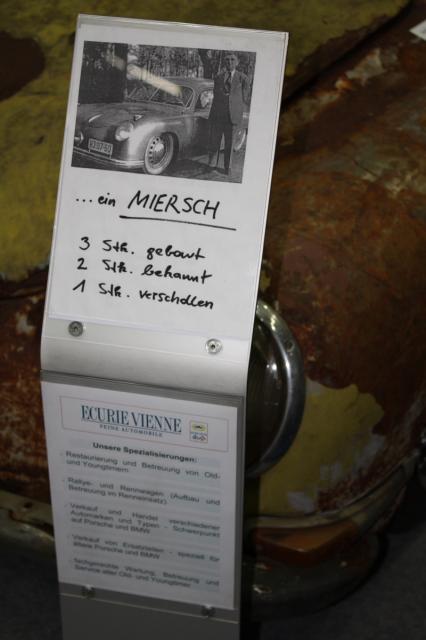 ... ein MIERSCH
3 Stk. gebaut
2 Stk. bekannt
1 Stk. verschollen
ECURIE VIENNE
FEINE AUTOMOBILE
Unsere Spezialisierungen:
- Restaurierung und Betreuung von Old-
und Youngtimern
- Rallye- und Rennwagen (Aufbau und
Betreuung im Renneinsatz)
- Verkauf und Handel verschiedener
Automarken und Typen - Schwerpunkt
auf Porsche und BMW
- Verkauf von Ersatzteilen - speziell für
ältere Porsche und BMW
- fachgerechte Wartung, Betreuung und
Service aller Old- und Youngtimer